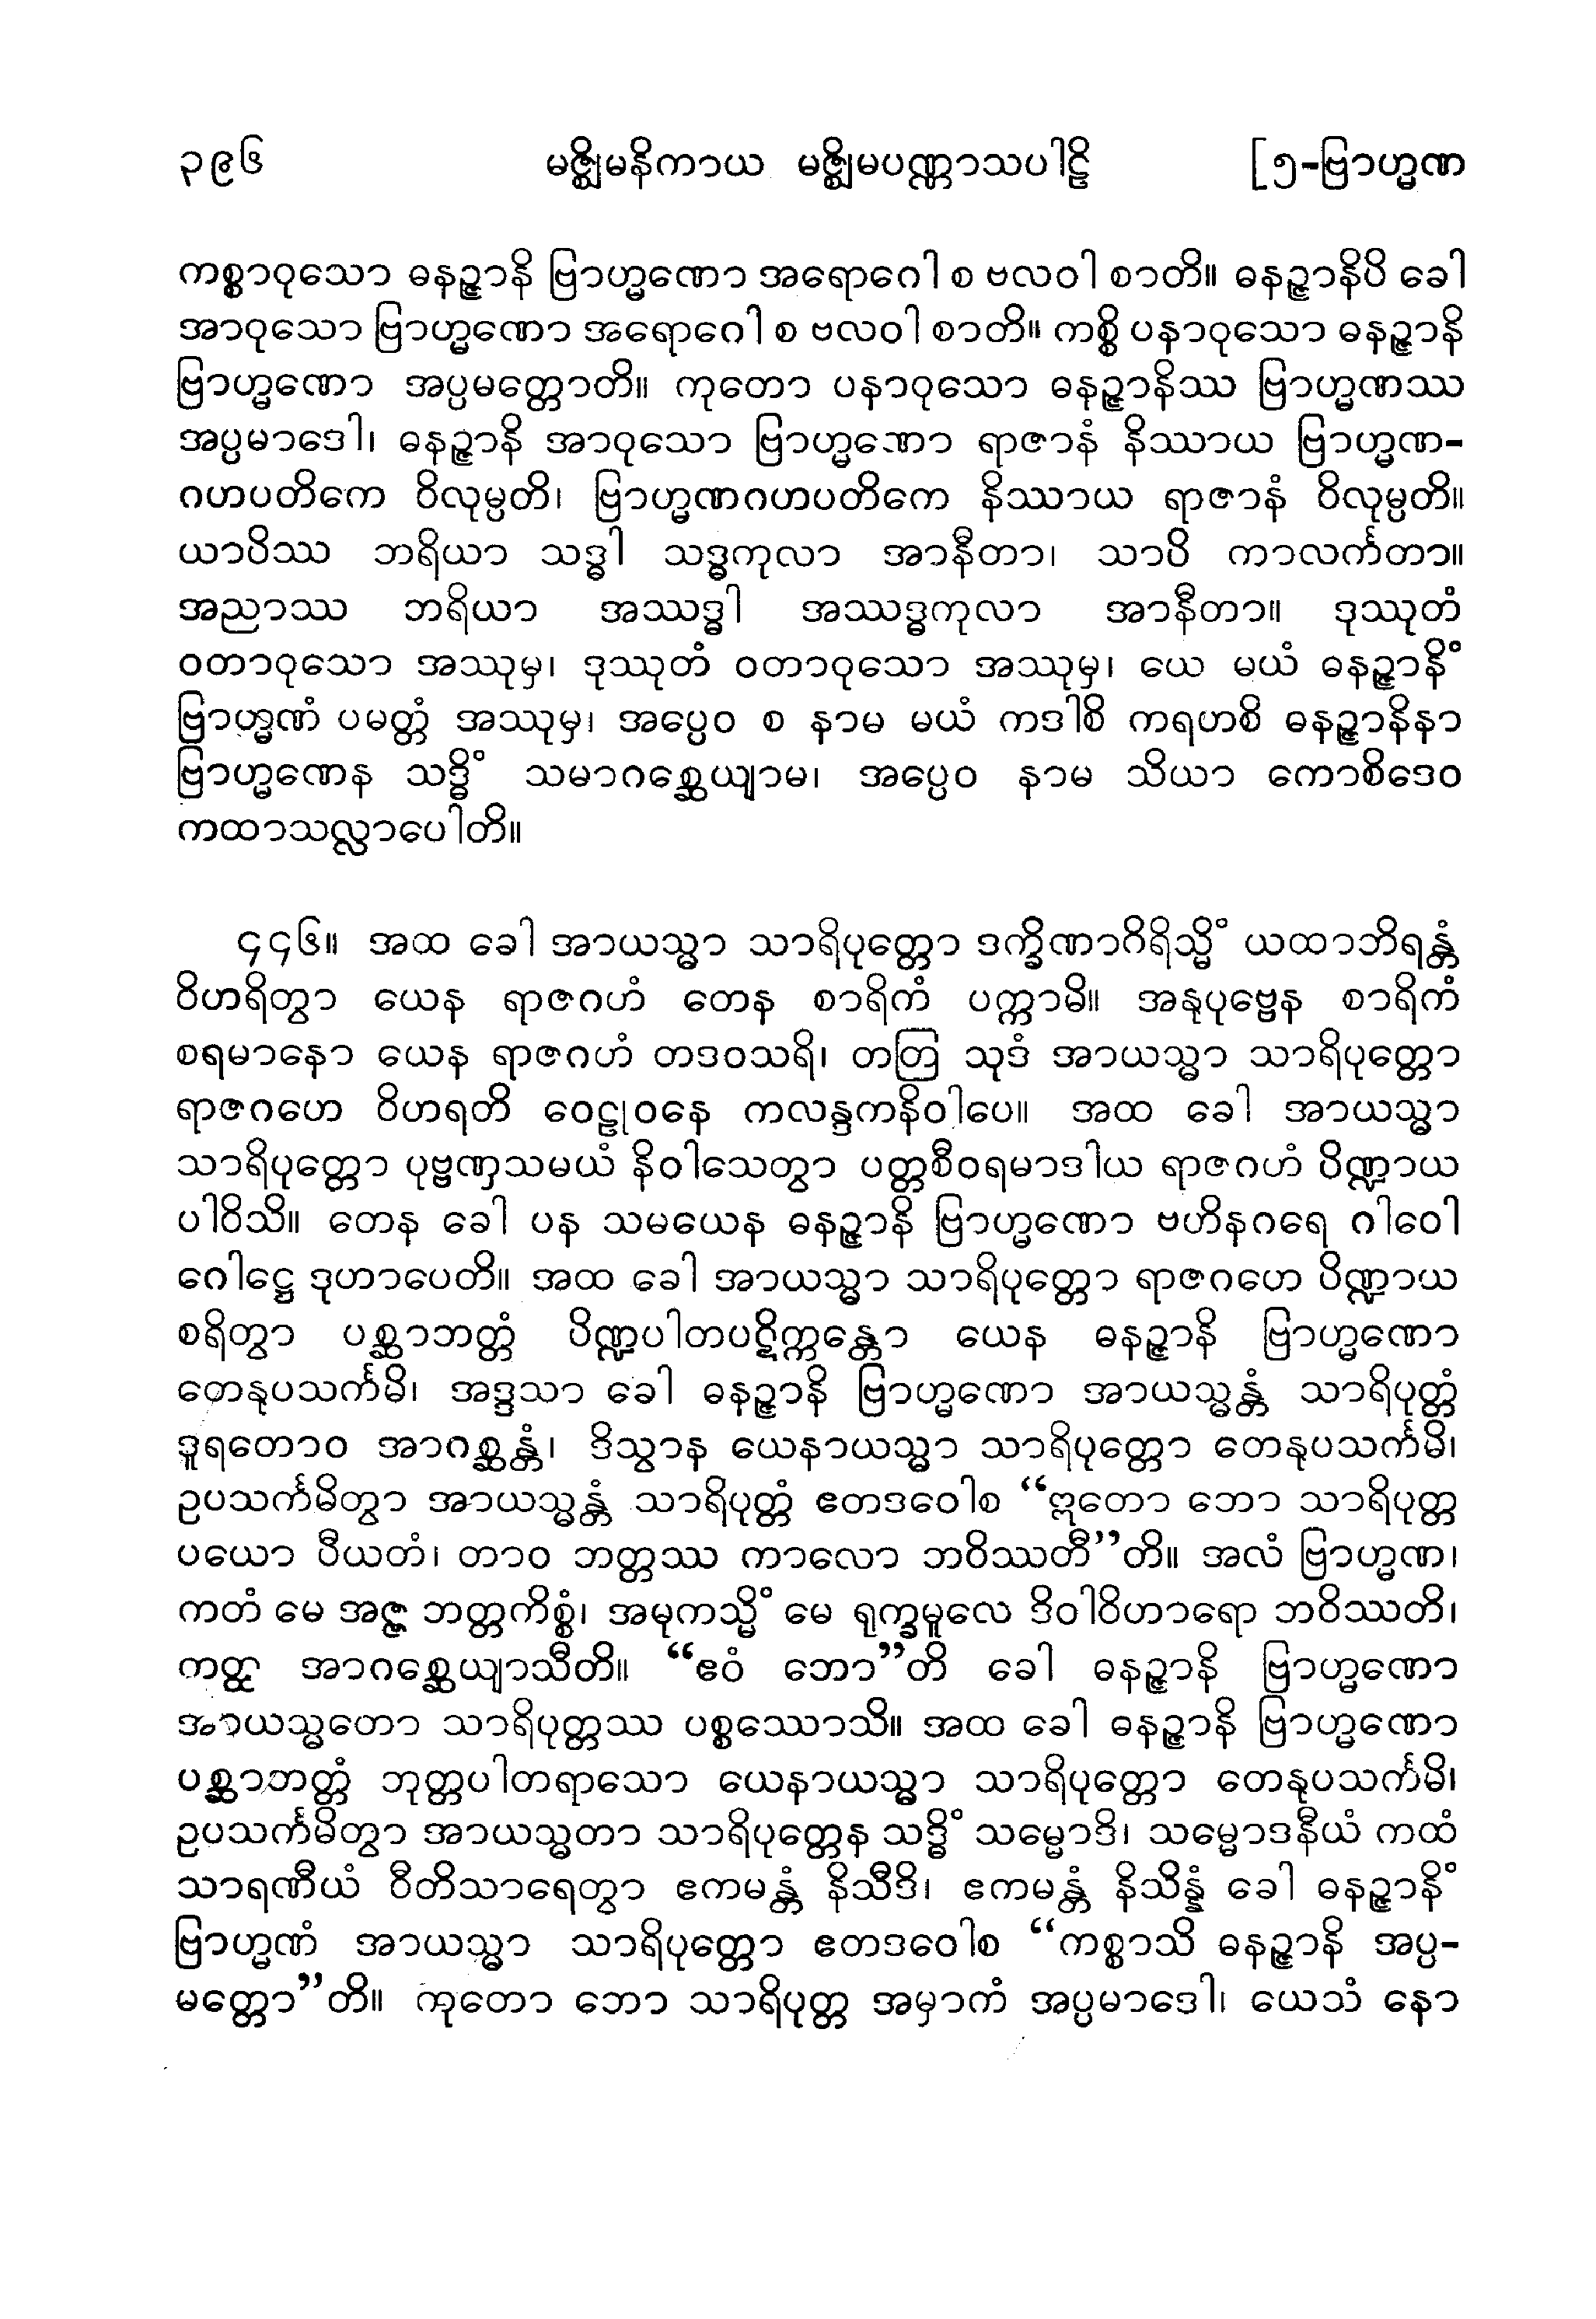 ၃၉၆ မဇ္ဈိမနိကာယ မဇ္ဈိမပဏ္ဏာသပါဠိ [၅-ဗြာဟ္မဏ
ကစ္စာဝုသော ဓနဉ္ဇာနိ ဗြာဟ္မဏော အရောဂေါ စ ဗလဝါ စာတိ။ ဓနဉ္ဇာနိပိ ခေါ
အာဝုသော ဗြာဟ္မဏော အရောဂေါ စ ဗလဝါ စာတိ။ ကစ္စိ ပနာဝုသော ဓနဉ္ဇာနိ
ဗြာဟ္မဏော အပ္ပမတ္တောတိ။ ကုတော ပနာဝုသော ဓနဉ္ဇာနိဿ ဗြာဟ္မဏဿ
အပ္ပမာဒေါ၊ ဓနဉ္ဇာနိ အာဝုသော ဗြာဟ္မဏော ရာဇာနံ နိဿာယ ဗြာဟ္မဏ-
ဂဟပတိကေ ဝိလုမ္ပတိ၊ ဗြာဟ္မဏဂဟပတိကေ နိဿာယ ရာဇာနံ ဝိလုမ္ပတိ။
ယာပိဿ ဘရိယာ သဒ္ဓါ သဒ္ဓကုလာ အာနီတာ၊ သာပိ ကာလင်္ကတာ။
အညာဿ ဘရိယာ အဿဒ္ဓါ အဿဒ္ဓကုလာ အာနီတာ။ ဒုဿုတံ
ဝတာဝုသော အဿုမှ၊ ဒုဿုတံ ဝတာဝုသော အဿုမှ၊ ယေ မယံ ဓနဉ္ဇာနိံ
ဗြာဟ္မဏံ ပမတ္တံ အဿုမှ၊ အပ္ပေဝ စ နာမ မယံ ကဒါစိ ကရဟစိ ဓနဉ္ဇာနိနာ
ဗြာဟ္မဏေန သဒ္ဓိံ သမာဂစ္ဆေယျာမ၊ အပ္ပေဝ နာမ သိယာ ကောစိဒေဝ
ကထာသလ္လာပေါတိ။
၄၄၆။ အထ ခေါ အာယသ္မာ သာရိပုတ္တော ဒက္ခိဏာဂိရိသ္မိံ ယထာဘိရန္တံ
ဝိဟရိတွာ ယေန ရာဇဂဟံ တေန စာရိကံ ပက္ကာမိ။ အနုပုဗ္ဗေန စာရိကံ
စရမာနော ယေန ရာဇဂဟံ တဒဝသရိ၊ တတြ သုဒံ အာယသ္မာ သာရိပုတ္တော
ရာဇဂဟေ ဝိဟရတိ ဝေဠုဝနေ ကလန္ဒကနိဝါပေ။ အထ ခေါ အာယသ္မာ
သာရိပုတ္တော ပုဗ္ဗဏှသမယံ နိဝါသေတွာ ပတ္တစီဝရမာဒါယ ရာဇဂဟံ ပိဏ္ဍာယ
ပါဝိသိ။ တေန ခေါ ပန သမယေန ဓနဉ္ဇာနိ ဗြာဟ္မဏော ဗဟိနဂရေ ဂါဝေါ
ဂေါဋ္ဌေ ဒုဟာပေတိ။ အထ ခေါ အာယသ္မာ သာရိပုတ္တော ရာဇဂဟေ ပိဏ္ဍာယ
စရိတွာ ပစ္ဆာဘတ္တံ ပိဏ္ဍပါတပဋိက္ကန္တော ယေန ဓနဉ္ဇာနိ ဗြာဟ္မဏော
တေနုပသင်္ကမိ၊ အဒ္ဒသာ ခေါ ဓနဉ္ဇာနိ ဗြာဟ္မဏော အာယသ္မန္တံ သာရိပုတ္တံ
ဒူရတောဝ အာဂစ္ဆန္တံ၊ ဒိသွာန ယေနာယသ္မာ သာရိပုတ္တော တေနုပသင်္ကမိ၊
ဥပသင်္ကမိတွာ အာယသ္မန္တံ သာရိပုတ္တံ ဧတဒဝေါစ “ဣတော ဘော သာရိပုတ္တ
ပယော ပီယတံ၊ တာဝ ဘတ္တဿ ကာလော ဘဝိဿတီ”တိ။ အလံ ဗြာဟ္မဏ၊
ကတံ မေ အဇ္ဇ ဘတ္တကိစ္စံ၊ အမုကသ္မိံ မေ ရုက္ခမူလေ ဒိဝါဝိဟာရော ဘဝိဿတိ၊
ကတ္ထ အာဂစ္ဆေယျာသီတိ။ “ဧဝံ ဘော”တိ ခေါ ဓနဉ္ဇာနိ ဗြာဟ္မဏော
အာယသ္မတော သာရိပုတ္တဿ ပစ္စဿောသိ။ အထ ခေါ ဓနဉ္ဇာနိ ဗြာဟ္မဏော
ပစ္ဆာဘတ္တံ ဘုတ္တပါတရာသော ယေနာယသ္မာ သာရိပုတ္တော တေနုပသင်္ကမိ၊
ဥပသင်္ကမိတွာ အာယသ္မတာ သာရိပုတ္တေန သဒ္ဓိံ သမ္မောဒိ၊ သမ္မောဒနီယံ ကထံ
သာရဏီယံ ဝီတိသာရေတွာ ဧကမန္တံ နိသီဒိ၊ ဧကမန္တံ နိသိန္နံ ခေါ ဓနဉ္ဇာနိံ
ဗြာဟ္မဏံ အာယသ္မာ သာရိပုတ္တော ဧတဒဝေါစ “ကစ္စာသိ ဓနဉ္ဇာနိ အပ္ပ-
မတ္တော”တိ။ ကုတော ဘော သာရိပုတ္တ အမှာကံ အပ္ပမာဒေါ၊ ယေသံ နော